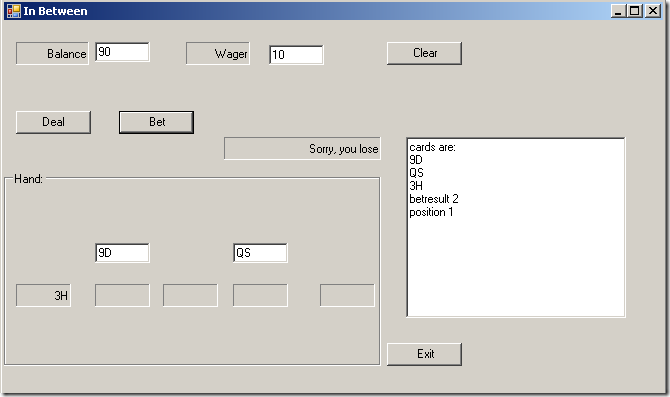 In Between
Balance 90 Wager 10 Clear
Deal Bet
Sorry, you lose
cards are:
9D
QS
3H
betresult 2
position 1
Hand:
9D QS
3H
Exit